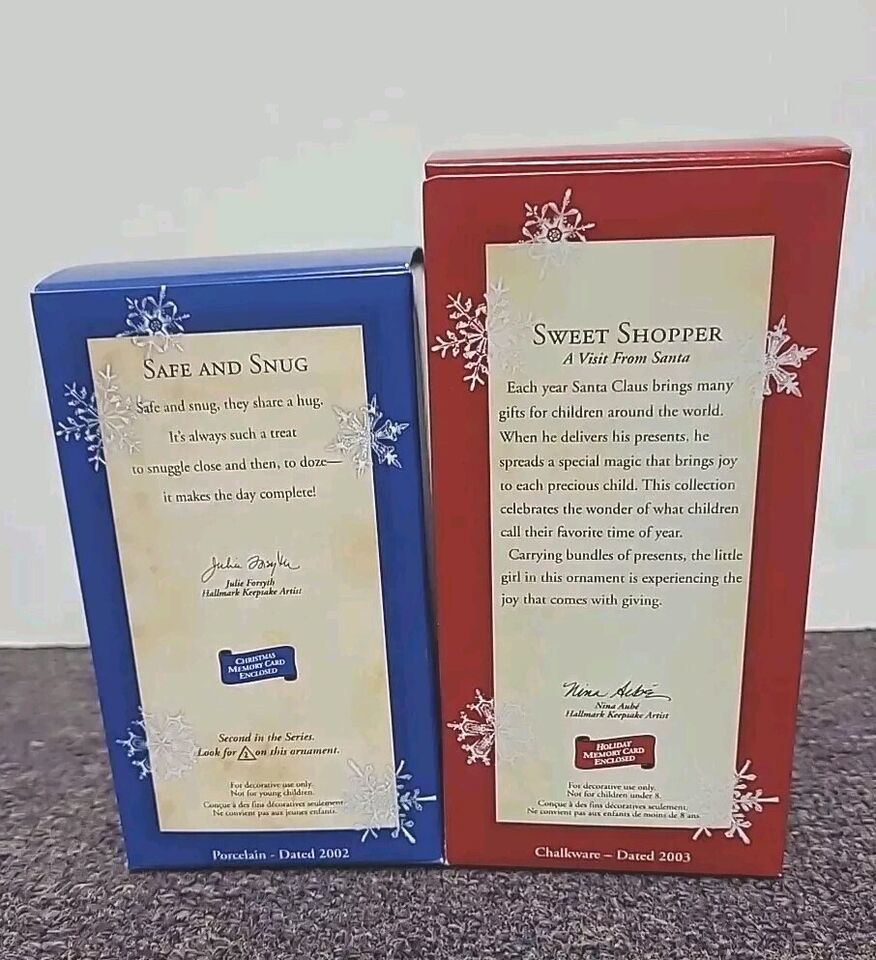 SAFE AND SNUG
Safe and snug, they share a hug,
It's always such a treat
to snuggle close and then, to doze—
it makes the day complete!
Julie Forsyth
Julie Forsyth
Hallmark Keepsake Artist
CHRISTMAS
MEMORY CARD
ENCLOSED
Second in the Series.
Look for 2 on this ornament.
For decorative use only.
Not for young children.
Conçue à des fins décoratives seulement.
Ne convient pas aux jeunes enfants.
Porcelain - Dated 2002
SWEET SHOPPER
A Visit From Santa
Each year Santa Claus brings many
gifts for children around the world.
When he delivers his presents, he
spreads a special magic that brings joy
to each precious child. This collection
celebrates the wonder of what children
call their favorite time of year.
Carrying bundles of presents, the little
girl in this ornament is experiencing the
joy that comes with giving.
Nina Aubé
Nina Aubé
Hallmark Keepsake Artist
HOLIDAY
MEMORY CARD
ENCLOSED
For decorative use only.
Not for children under 8.
Conçue à des fins décoratives seulement.
Ne convient pas aux enfants de moins de 8 ans.
Chalkware – Dated 2003